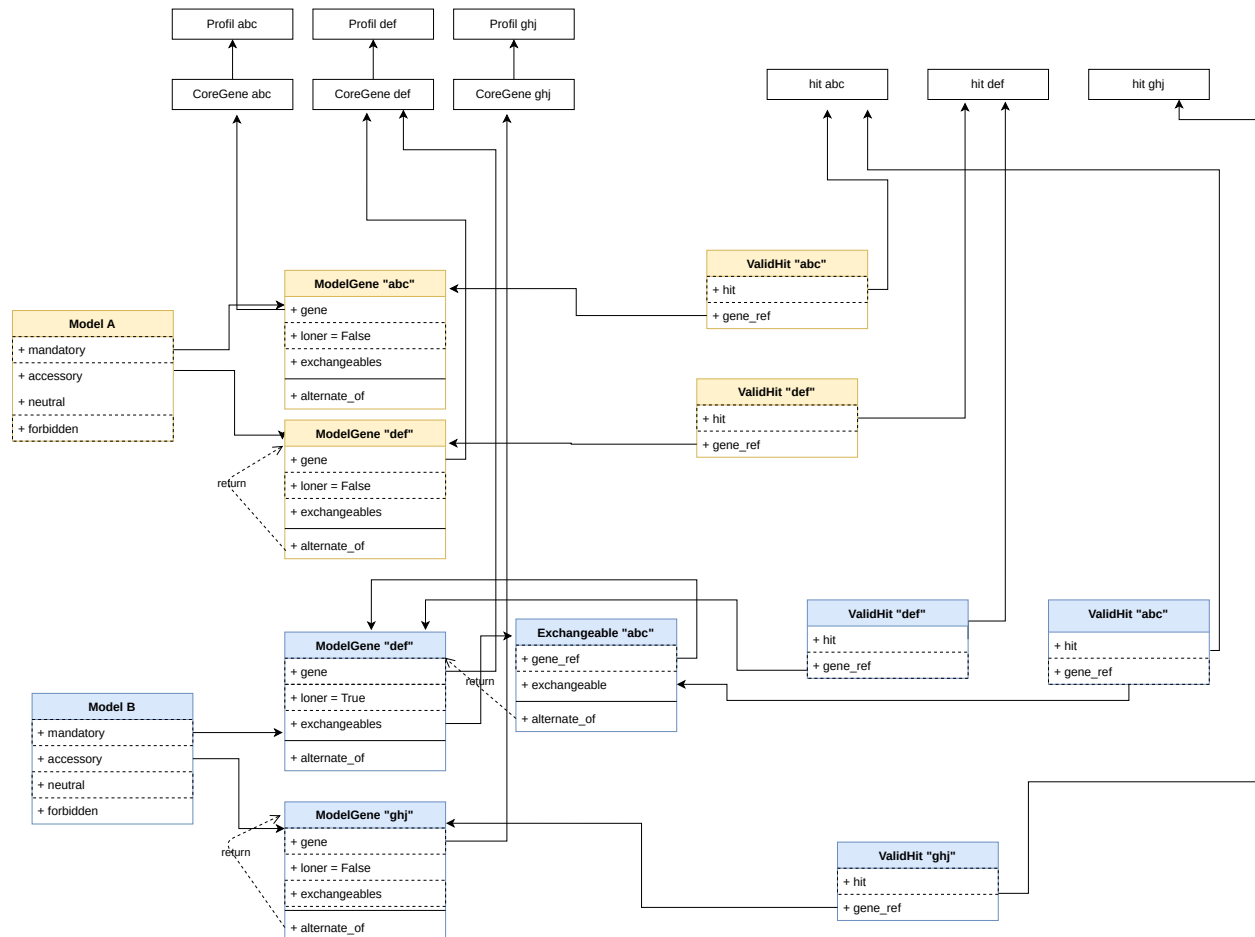 Profil abc
Profil def
Profil ghj
CoreGene abc
CoreGene def
CoreGene ghj
hit abc
hit def
hit ghj
ModelGene "abc"
+ gene
+ loner = False
+ exchangeables
+ alternate_of
ValidHit "abc"
+ hit
+ gene_ref
Model A
+ mandatory
+ accessory
+ neutral
+ forbidden
ModelGene "def"
+ gene
+ loner = False
+ exchangeables
+ alternate_of
return
ValidHit "def"
+ hit
+ gene_ref
ModelGene "def"
+ gene
+ loner = True
+ exchangeables
+ alternate_of
return
Exchangeable "abc"
+ gene_ref
+ exchangeable
+ alternate_of
ValidHit "def"
+ hit
+ gene_ref
ValidHit "abc"
+ hit
+ gene_ref
Model B
+ mandatory
+ accessory
+ neutral
+ forbidden
ModelGene "ghj"
+ gene
+ loner = False
+ exchangeables
+ alternate_of
return
ValidHit "ghj"
+ hit
+ gene_ref